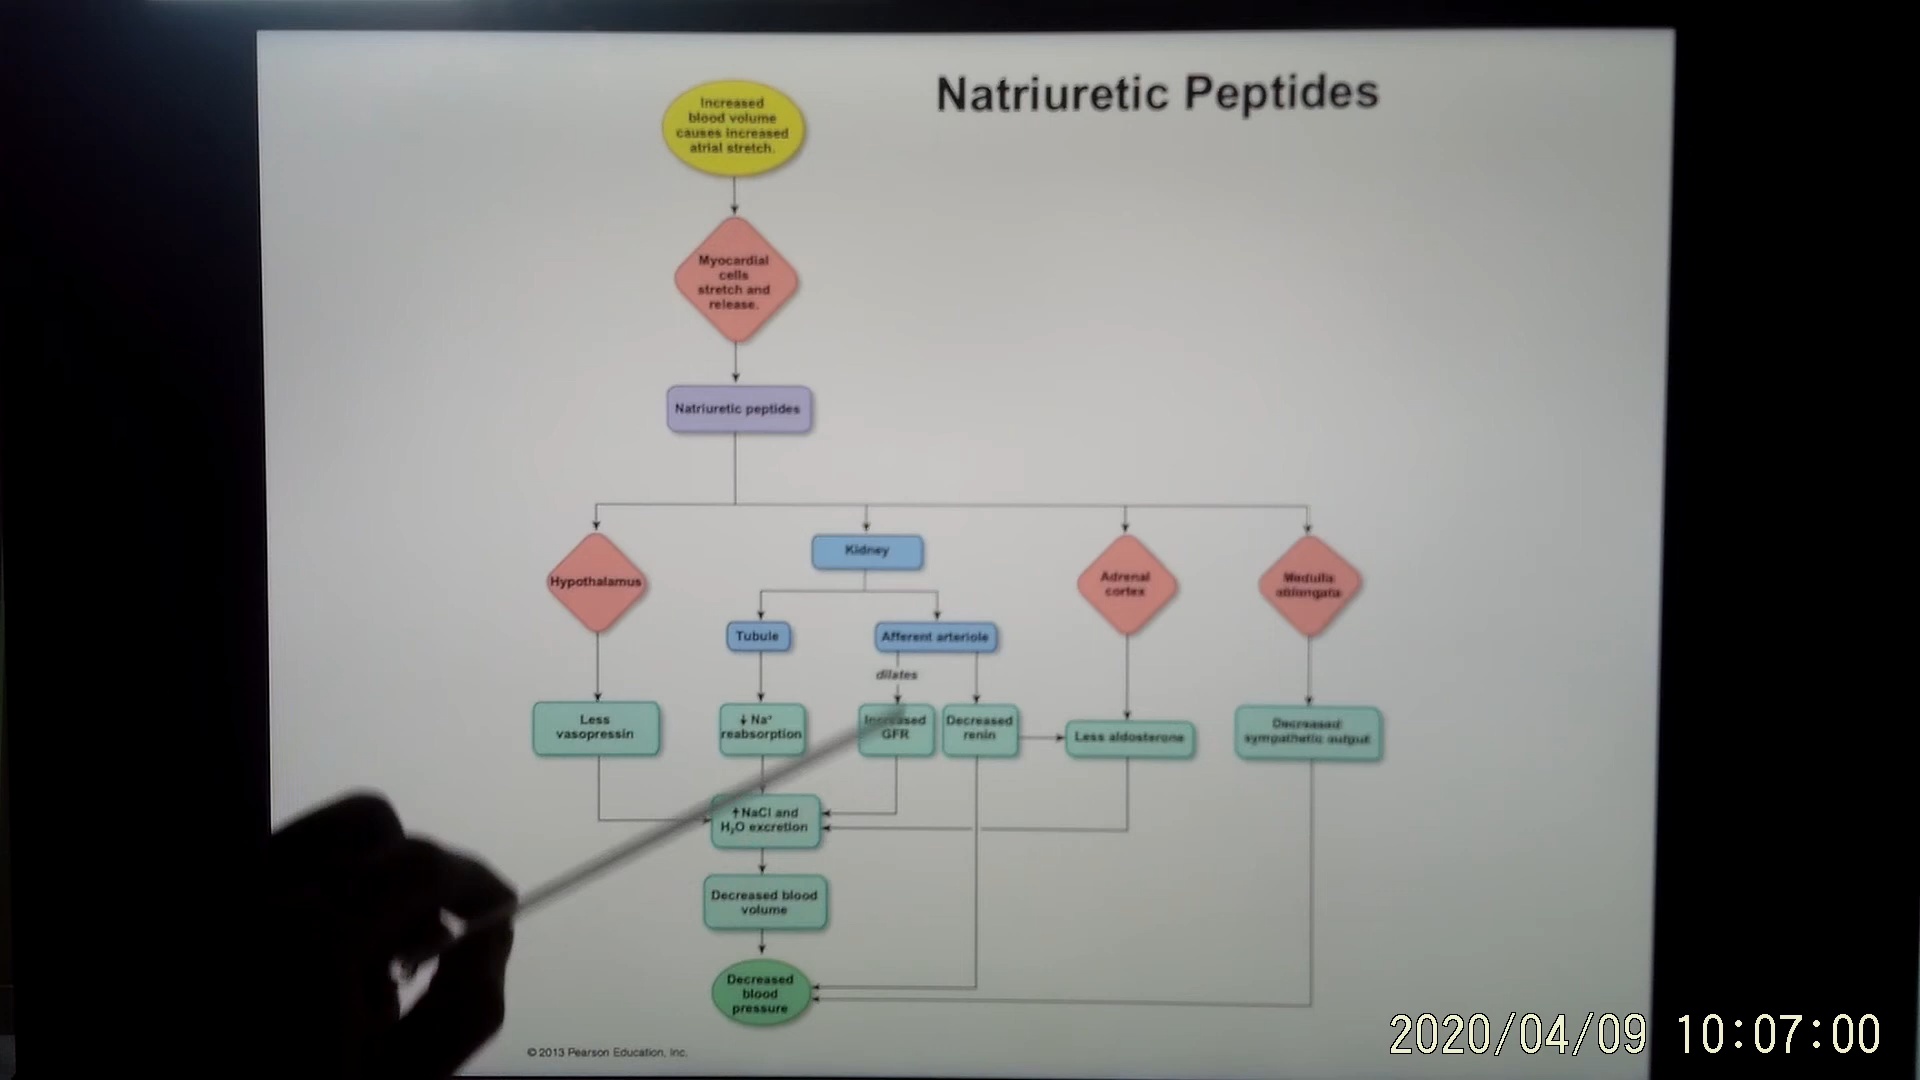 Natriuretic Peptides
Increased
blood volume
causes increased
atrial stretch.
Myocardial
cells
stretch and
release.
Natriuretic peptides
Hypothalamus
Kidney
Adrenal
cortex
Medulla
oblongata
Tubule
Afferent arteriole
dilates
Less
vasopressin
↓ Na⁺
reabsorption
Increased
GFR
Decreased
renin
Less aldosterone
Decreased
sympathetic output
↑NaCl and
H₂O excretion
Decreased blood
volume
Decreased
blood
pressure
© 2013 Pearson Education, Inc.
2020/04/09 10:07:00